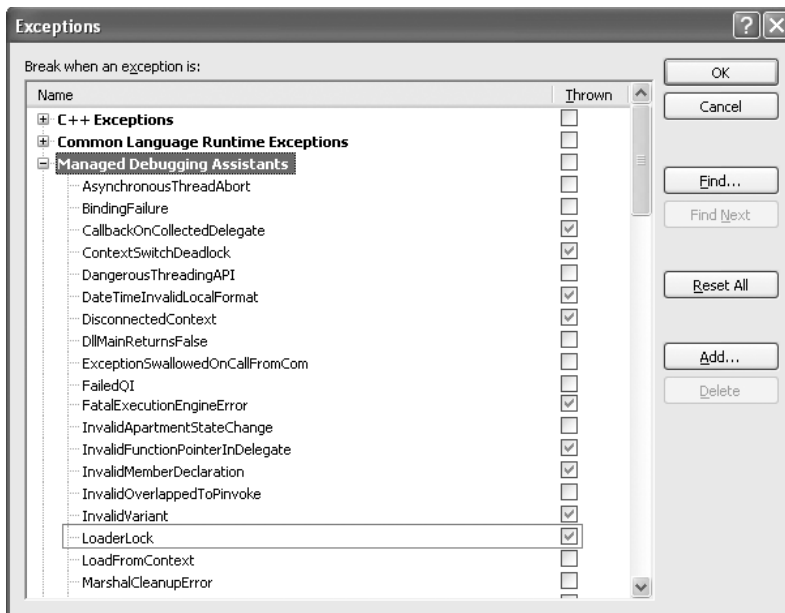 Exceptions
Break when an exception is:
Name Thrown
C++ Exceptions
Common Language Runtime Exceptions
Managed Debugging Assistants
AsynchronousThreadAbort
BindingFailure
CallbackOnCollectedDelegate
ContextSwitchDeadlock
DangerousThreadingAPI
DateTimeInvalidLocalFormat
DisconnectedContext
DllMainReturnsFalse
ExceptionSwallowedOnCallFromCom
FailedQI
FatalExecutionEngineError
InvalidApartmentStateChange
InvalidFunctionPointerInDelegate
InvalidMemberDeclaration
InvalidOverlappedToPinvoke
InvalidVariant
LoaderLock
LoadFromContext
MarshalCleanupError
OK
Cancel
Find...
Find Next
Reset All
Add...
Delete